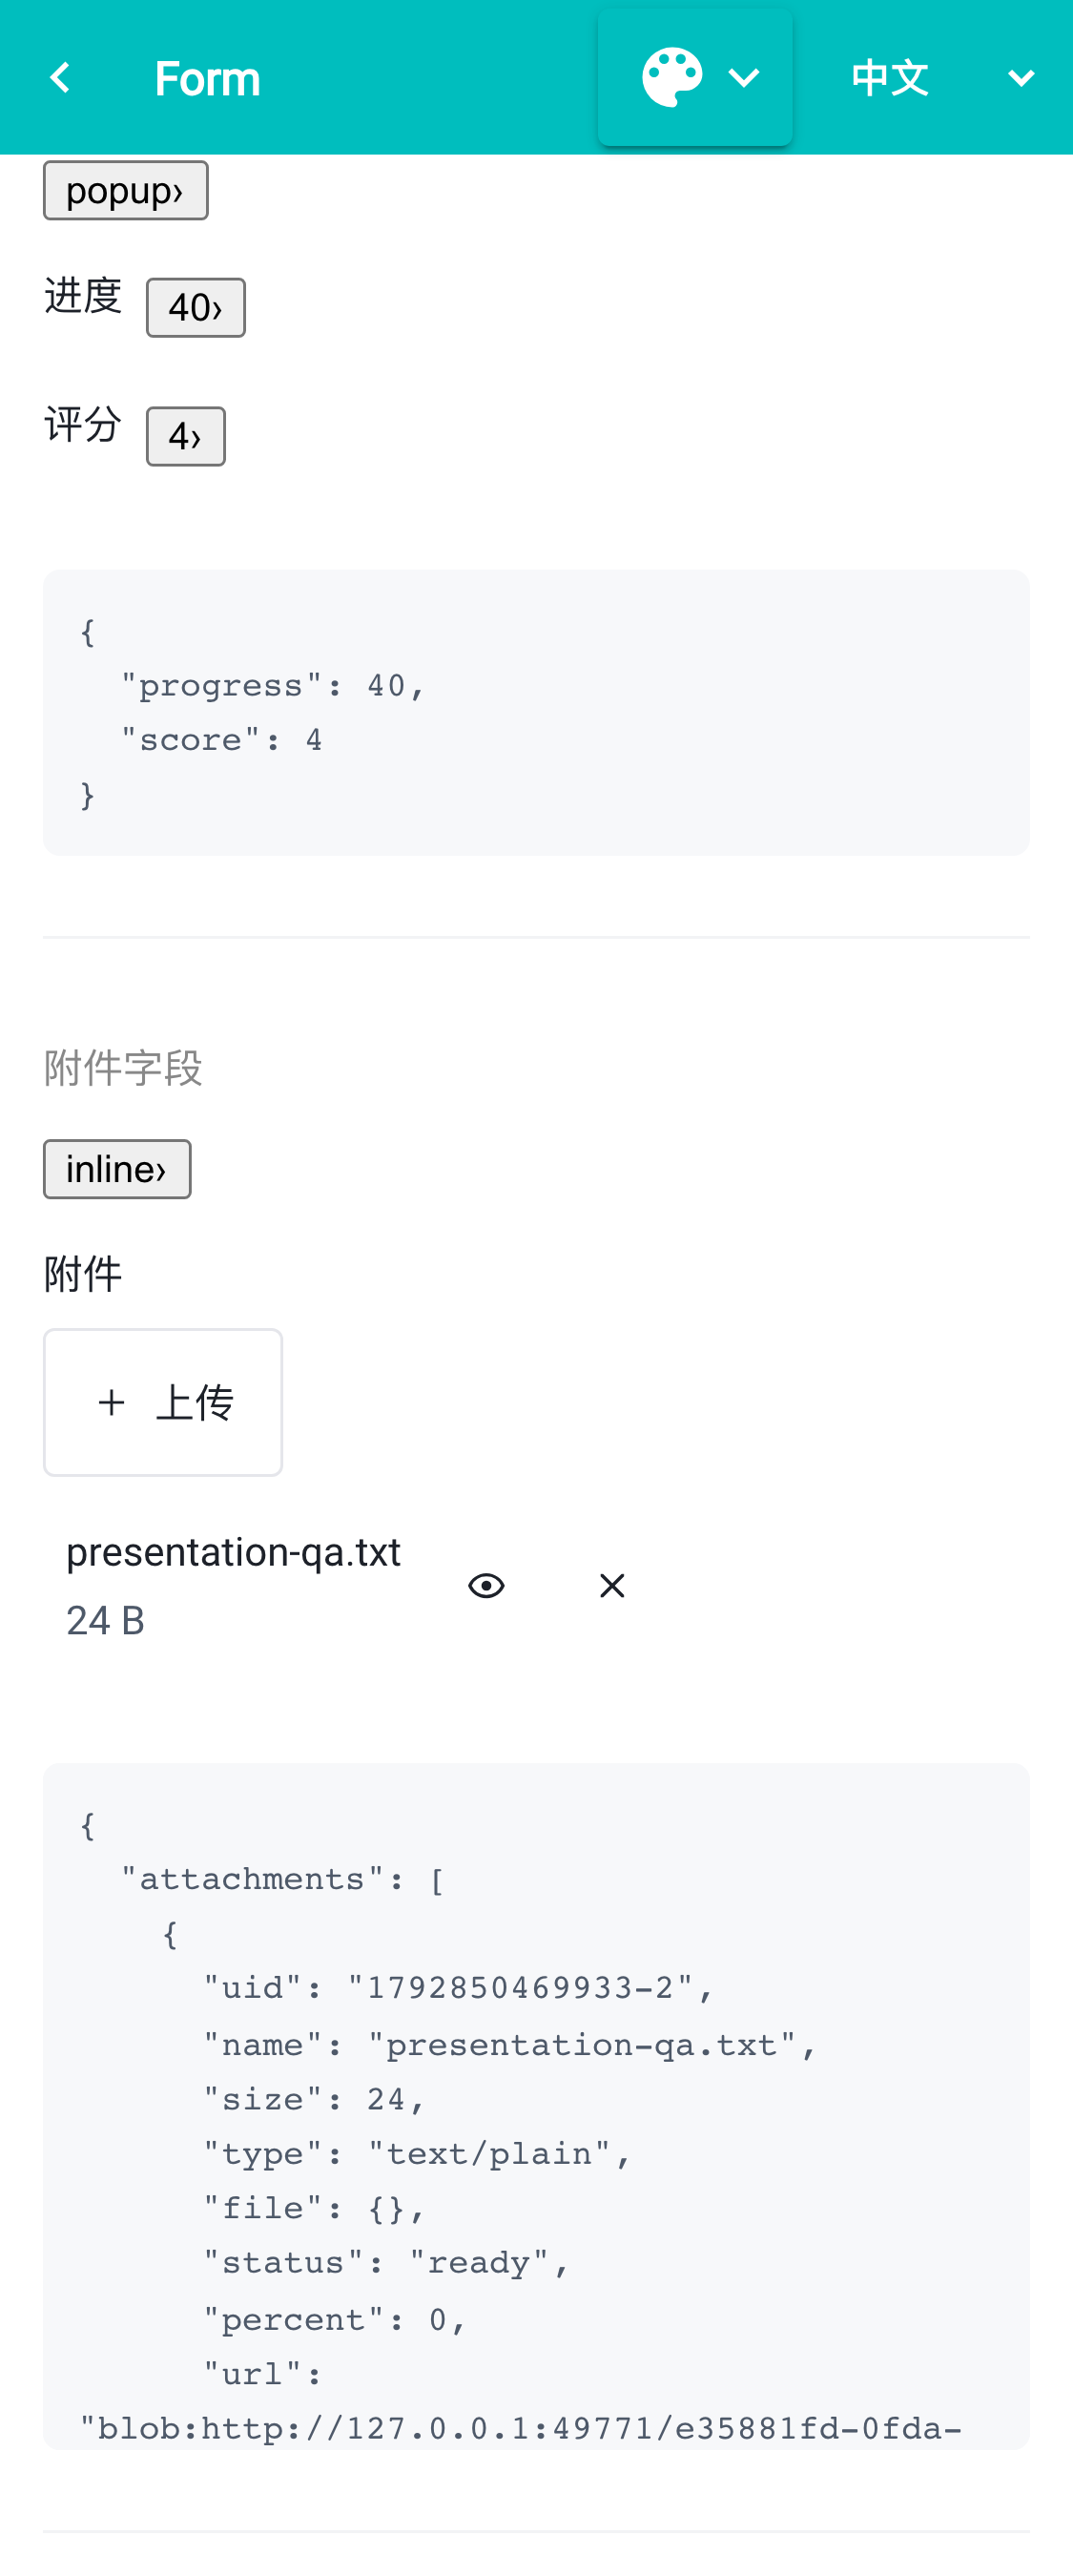 Form
中文
popup›
进度 40›
评分 4›
{
  "progress": 40,
  "score": 4
}
附件字段
inline›
附件
+ 上传
presentation-qa.txt
24 B
{
  "attachments": [
    {
      "uid": "1792850469933-2",
      "name": "presentation-qa.txt",
      "size": 24,
      "type": "text/plain",
      "file": {},
      "status": "ready",
      "percent": 0,
      "url":
"blob:http://127.0.0.1:49771/e35881fd-0fda-